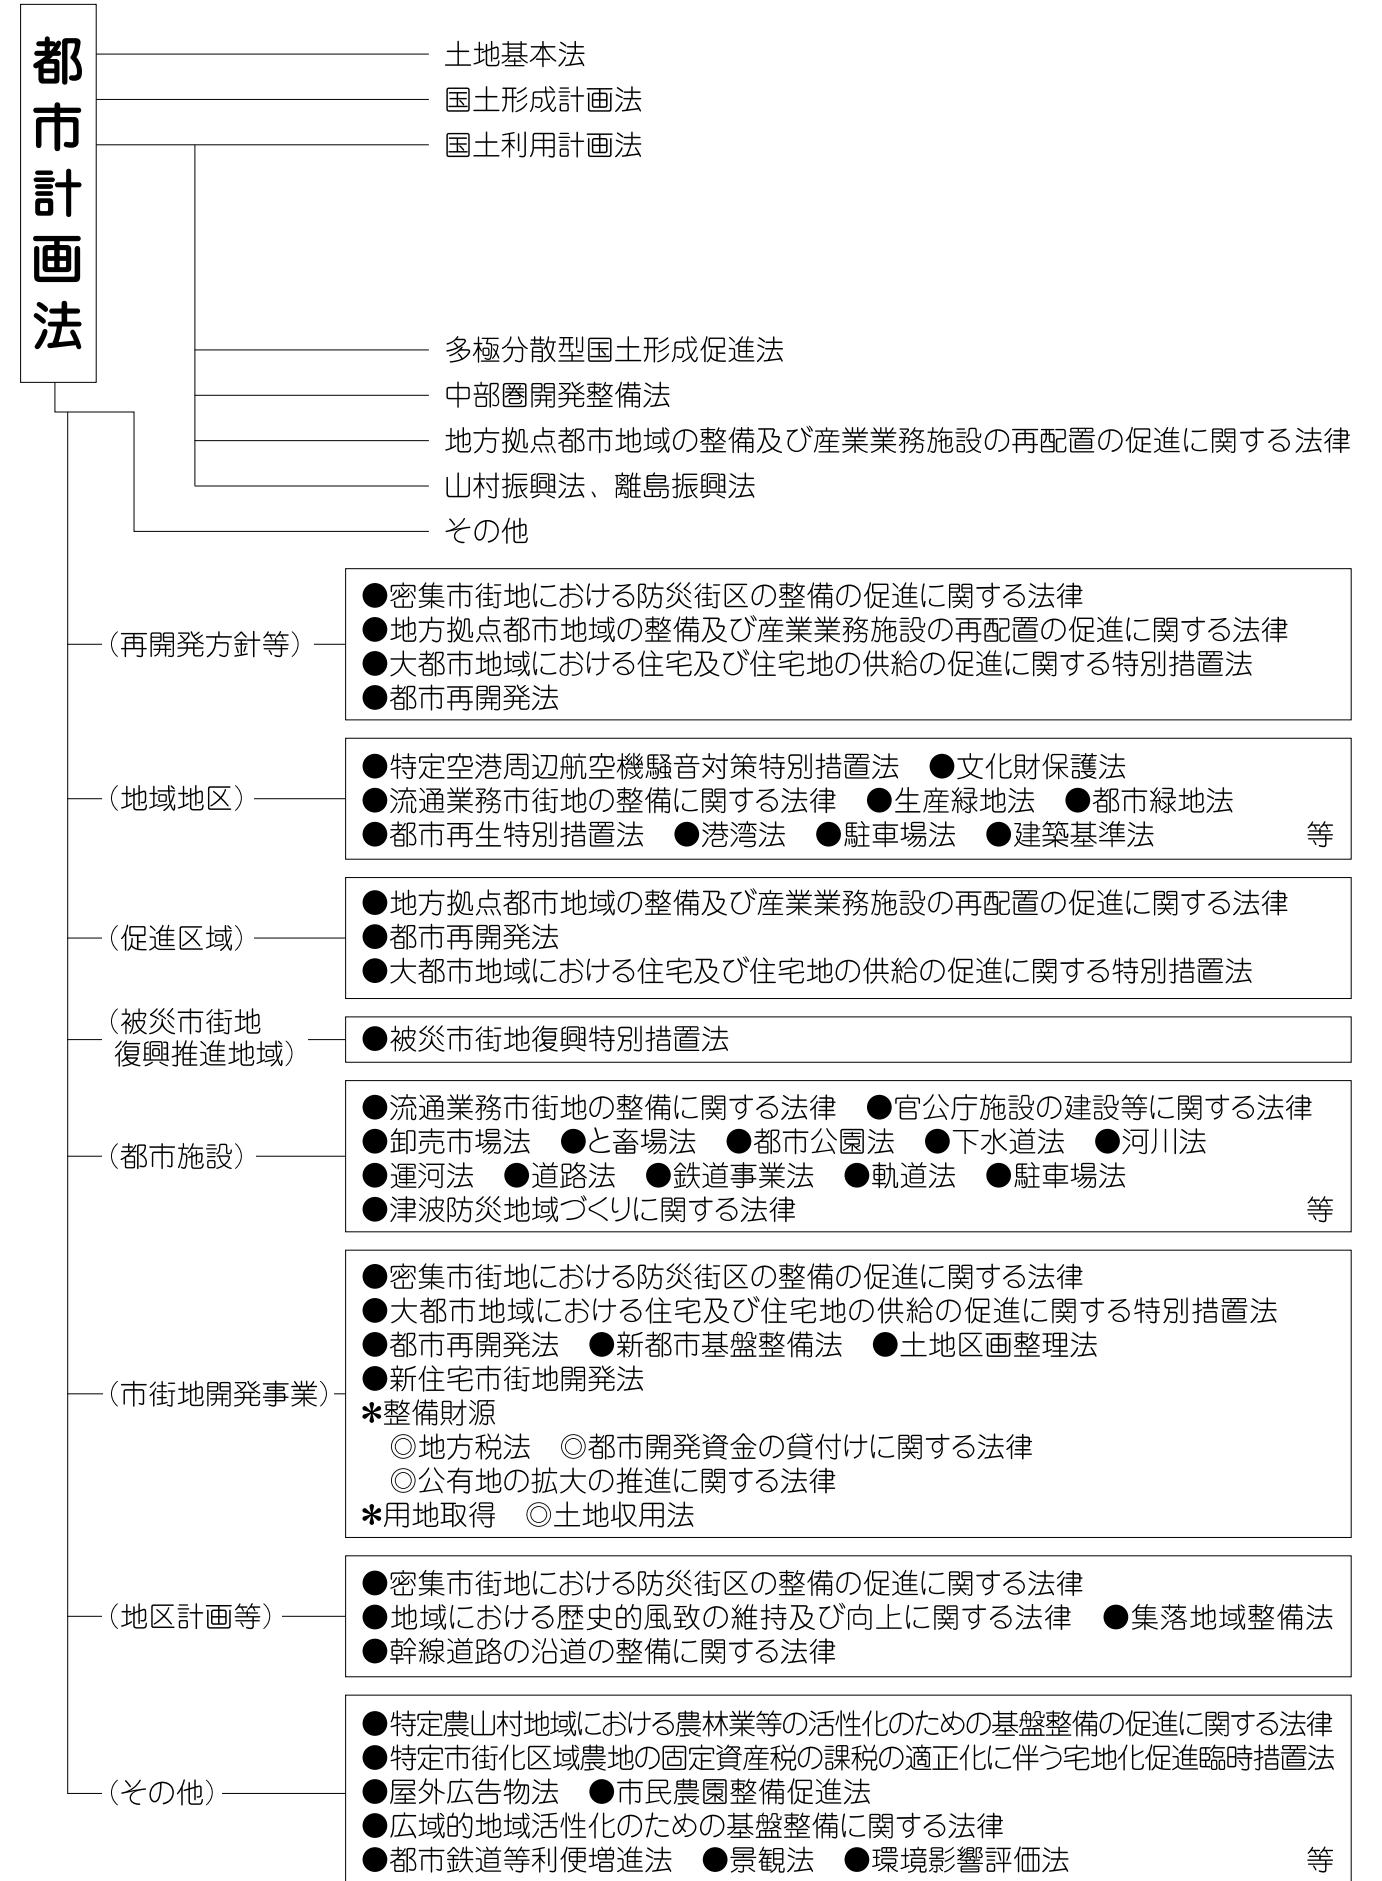 都市計画法
土地基本法
国土形成計画法
国土利用計画法
多極分散型国土形成促進法
中部圏開発整備法
地方拠点都市地域の整備及び産業業務施設の再配置の促進に関する法律
山村振興法、離島振興法
その他
（再開発方針等）
●密集市街地における防災街区の整備の促進に関する法律
●地方拠点都市地域の整備及び産業業務施設の再配置の促進に関する法律
●大都市地域における住宅及び住宅地の供給の促進に関する特別措置法
●都市再開発法
（地域地区）
●特定空港周辺航空機騒音対策特別措置法　●文化財保護法
●流通業務市街地の整備に関する法律　●生産緑地法　●都市緑地法
●都市再生特別措置法　●港湾法　●駐車場法　●建築基準法　等
（促進区域）
●地方拠点都市地域の整備及び産業業務施設の再配置の促進に関する法律
●都市再開発法
●大都市地域における住宅及び住宅地の供給の促進に関する特別措置法
（被災市街地
復興推進地域）
●被災市街地復興特別措置法
（都市施設）
●流通業務市街地の整備に関する法律　●官公庁施設の建設等に関する法律
●卸売市場法　●と畜場法　●都市公園法　●下水道法　●河川法
●運河法　●道路法　●鉄道事業法　●軌道法　●駐車場法
●津波防災地域づくりに関する法律　等
（市街地開発事業）
●密集市街地における防災街区の整備の促進に関する法律
●大都市地域における住宅及び住宅地の供給の促進に関する特別措置法
●都市再開発法　●新都市基盤整備法　●土地区画整理法
●新住宅市街地開発法
＊整備財源
◎地方税法　◎都市開発資金の貸付けに関する法律
◎公有地の拡大の推進に関する法律
＊用地取得　◎土地収用法
（地区計画等）
●密集市街地における防災街区の整備の促進に関する法律
●地域における歴史的風致の維持及び向上に関する法律　●集落地域整備法
●幹線道路の沿道の整備に関する法律
（その他）
●特定農山村地域における農林業等の活性化のための基盤整備の促進に関する法律
●特定市街化区域農地の固定資産税の課税の適正化に伴う宅地化促進臨時措置法
●屋外広告物法　●市民農園整備促進法
●広域的地域活性化のための基盤整備に関する法律
●都市鉄道等利便増進法　●景観法　●環境影響評価法　等